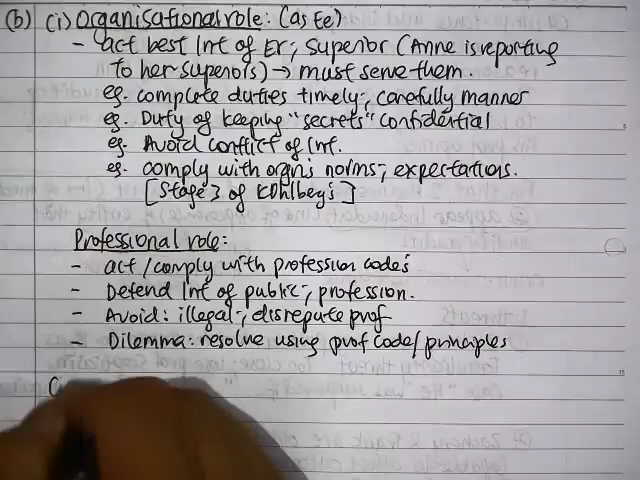 (b) (i) Organisational role: (as Ee)
- act best Int of Er; Superior (Anne is reporting
to her superiors) → must serve them.
eg. complete duties timely; carefully manner
eg. Duty of keeping "secrets" confidential
eg. Avoid conflict of Int.
eg. comply with organ's norms; expectations.
[Stage 3 of Kohlbeg's]
Professional role:
- act/comply with profession code's
- Defend Int of public; profession.
- Avoid: illegal; disrepute prof
- Dilemma: resolve using prof code/principles